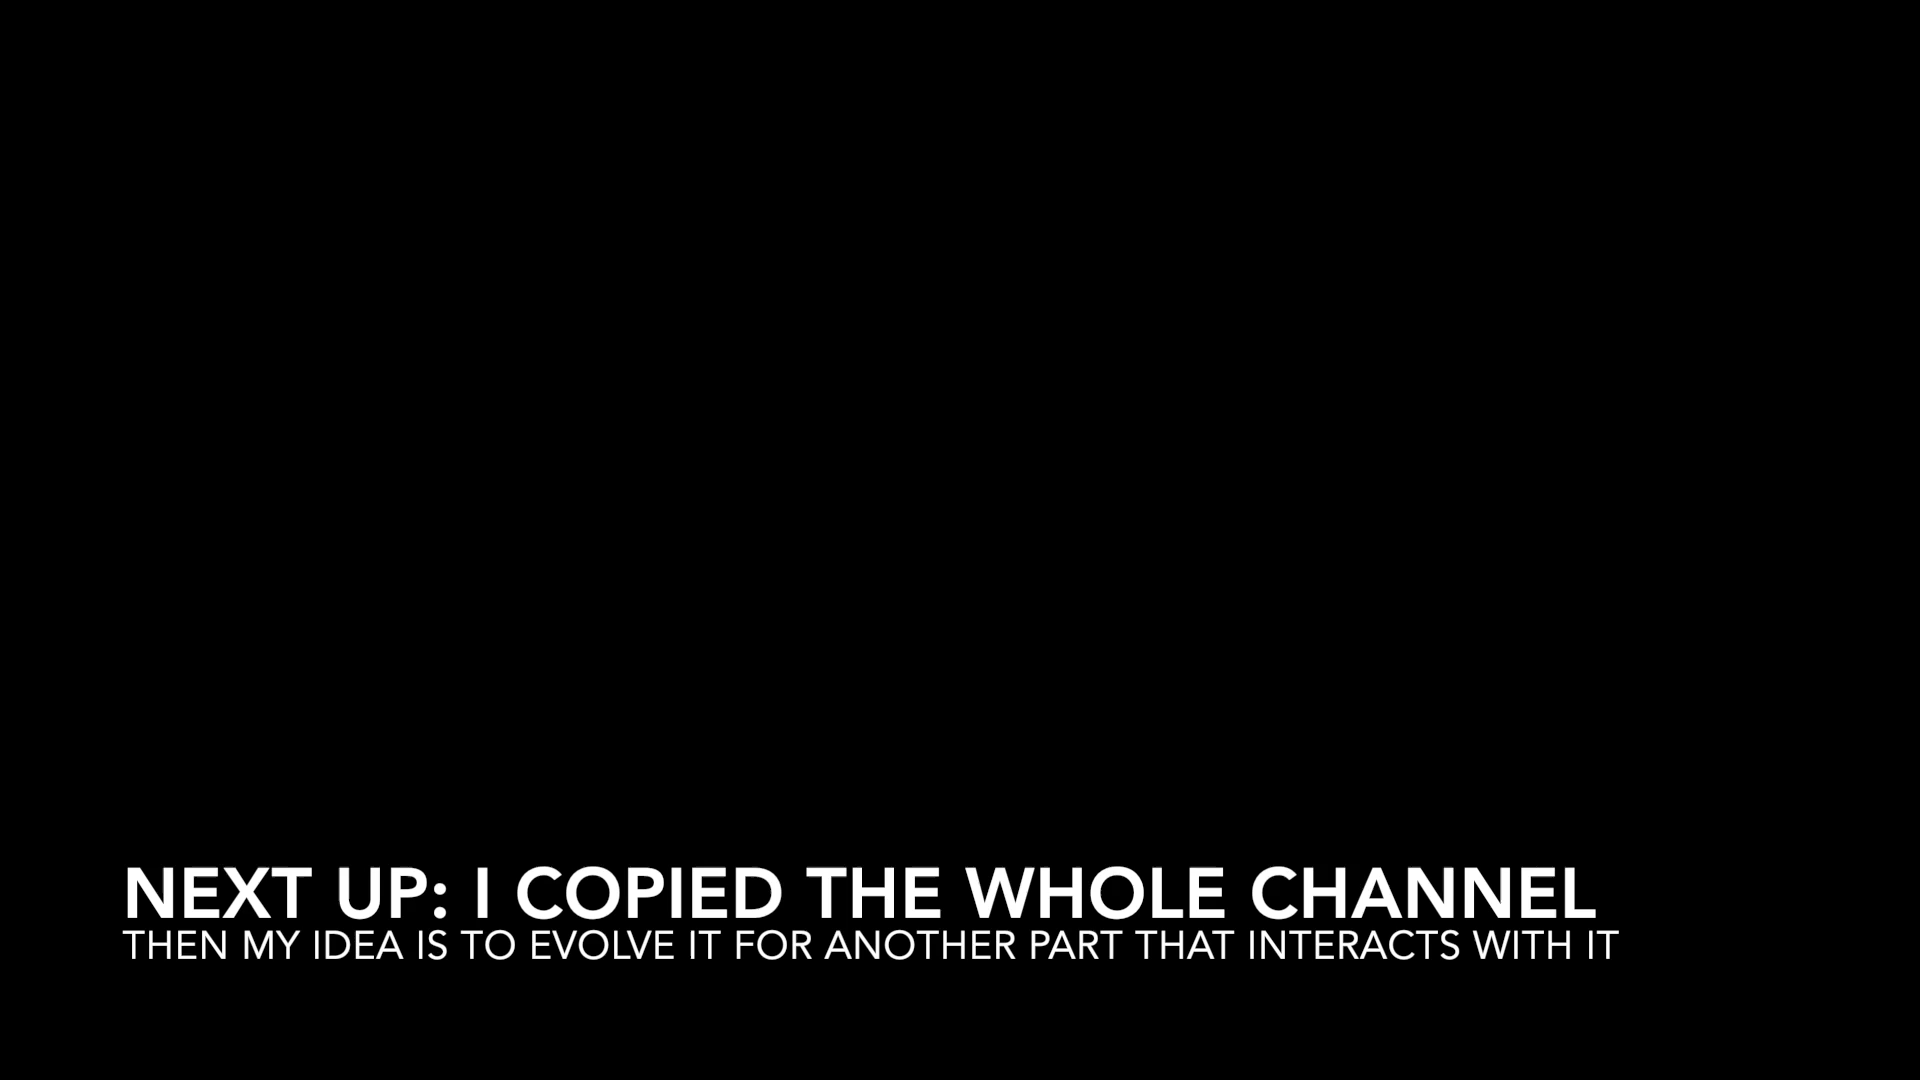 NEXT UP: I COPIED THE WHOLE CHANNEL
THEN MY IDEA IS TO EVOLVE IT FOR ANOTHER PART THAT INTERACTS WITH IT